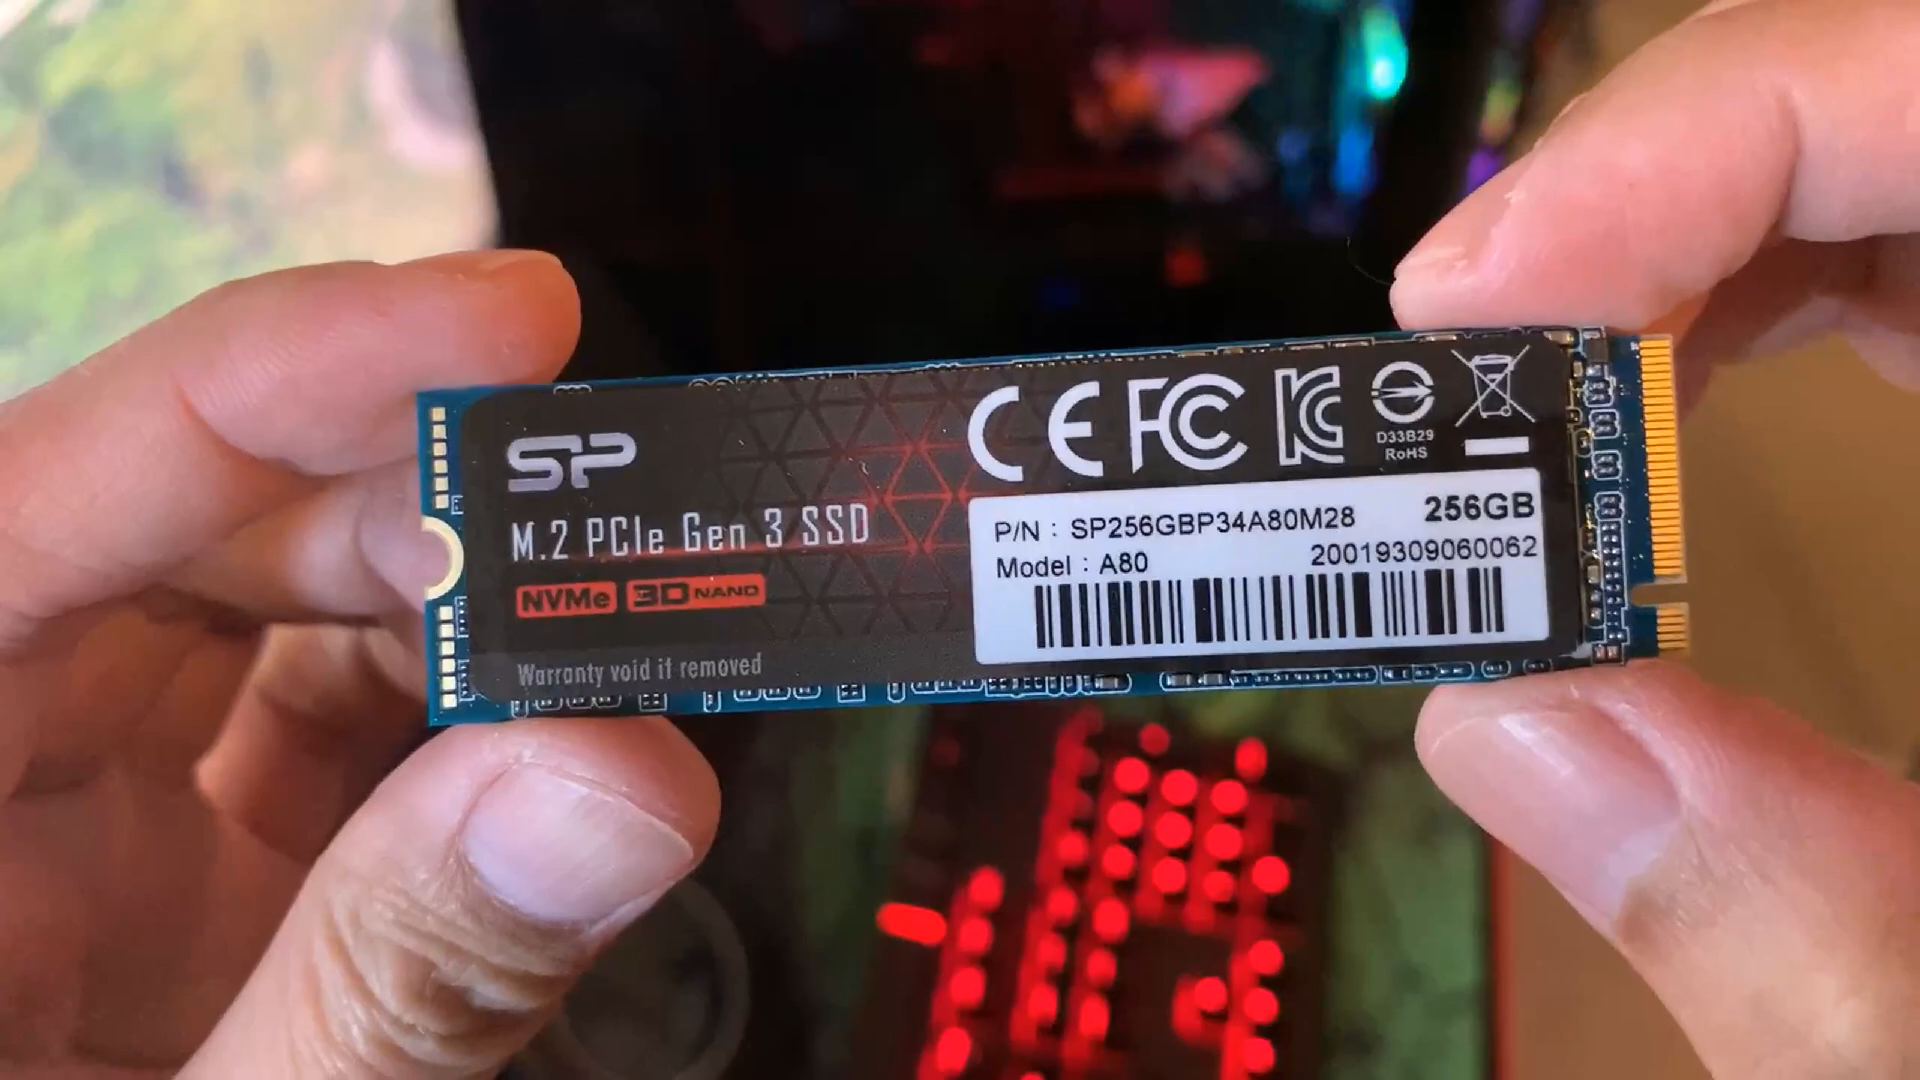 SP
M.2 PCIe Gen 3 SSD
NVMe 3D NAND
Warranty void if removed
CE FC KC
D33B29
RoHS
P/N : SP256GBP34A80M28 256GB
Model : A80 20019309060062